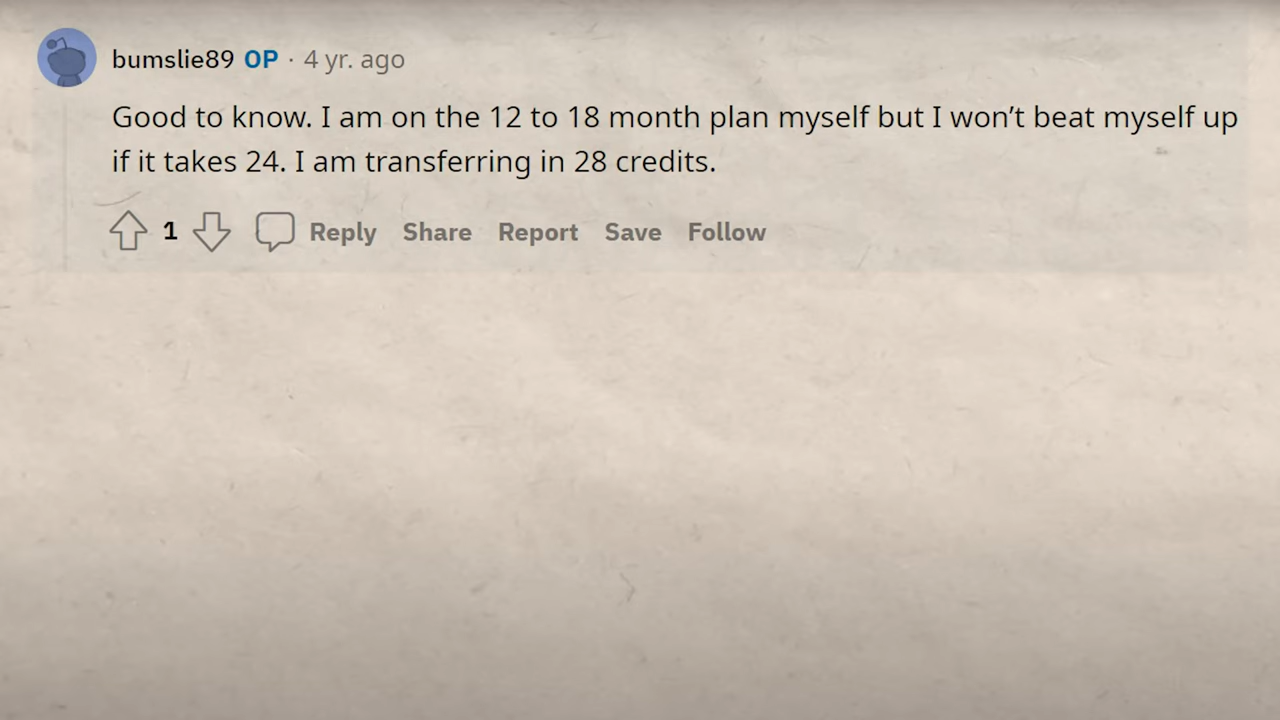 bumslie89 OP · 4 yr. ago
Good to know. I am on the 12 to 18 month plan myself but I won’t beat myself up
if it takes 24. I am transferring in 28 credits.
1 Reply Share Report Save Follow